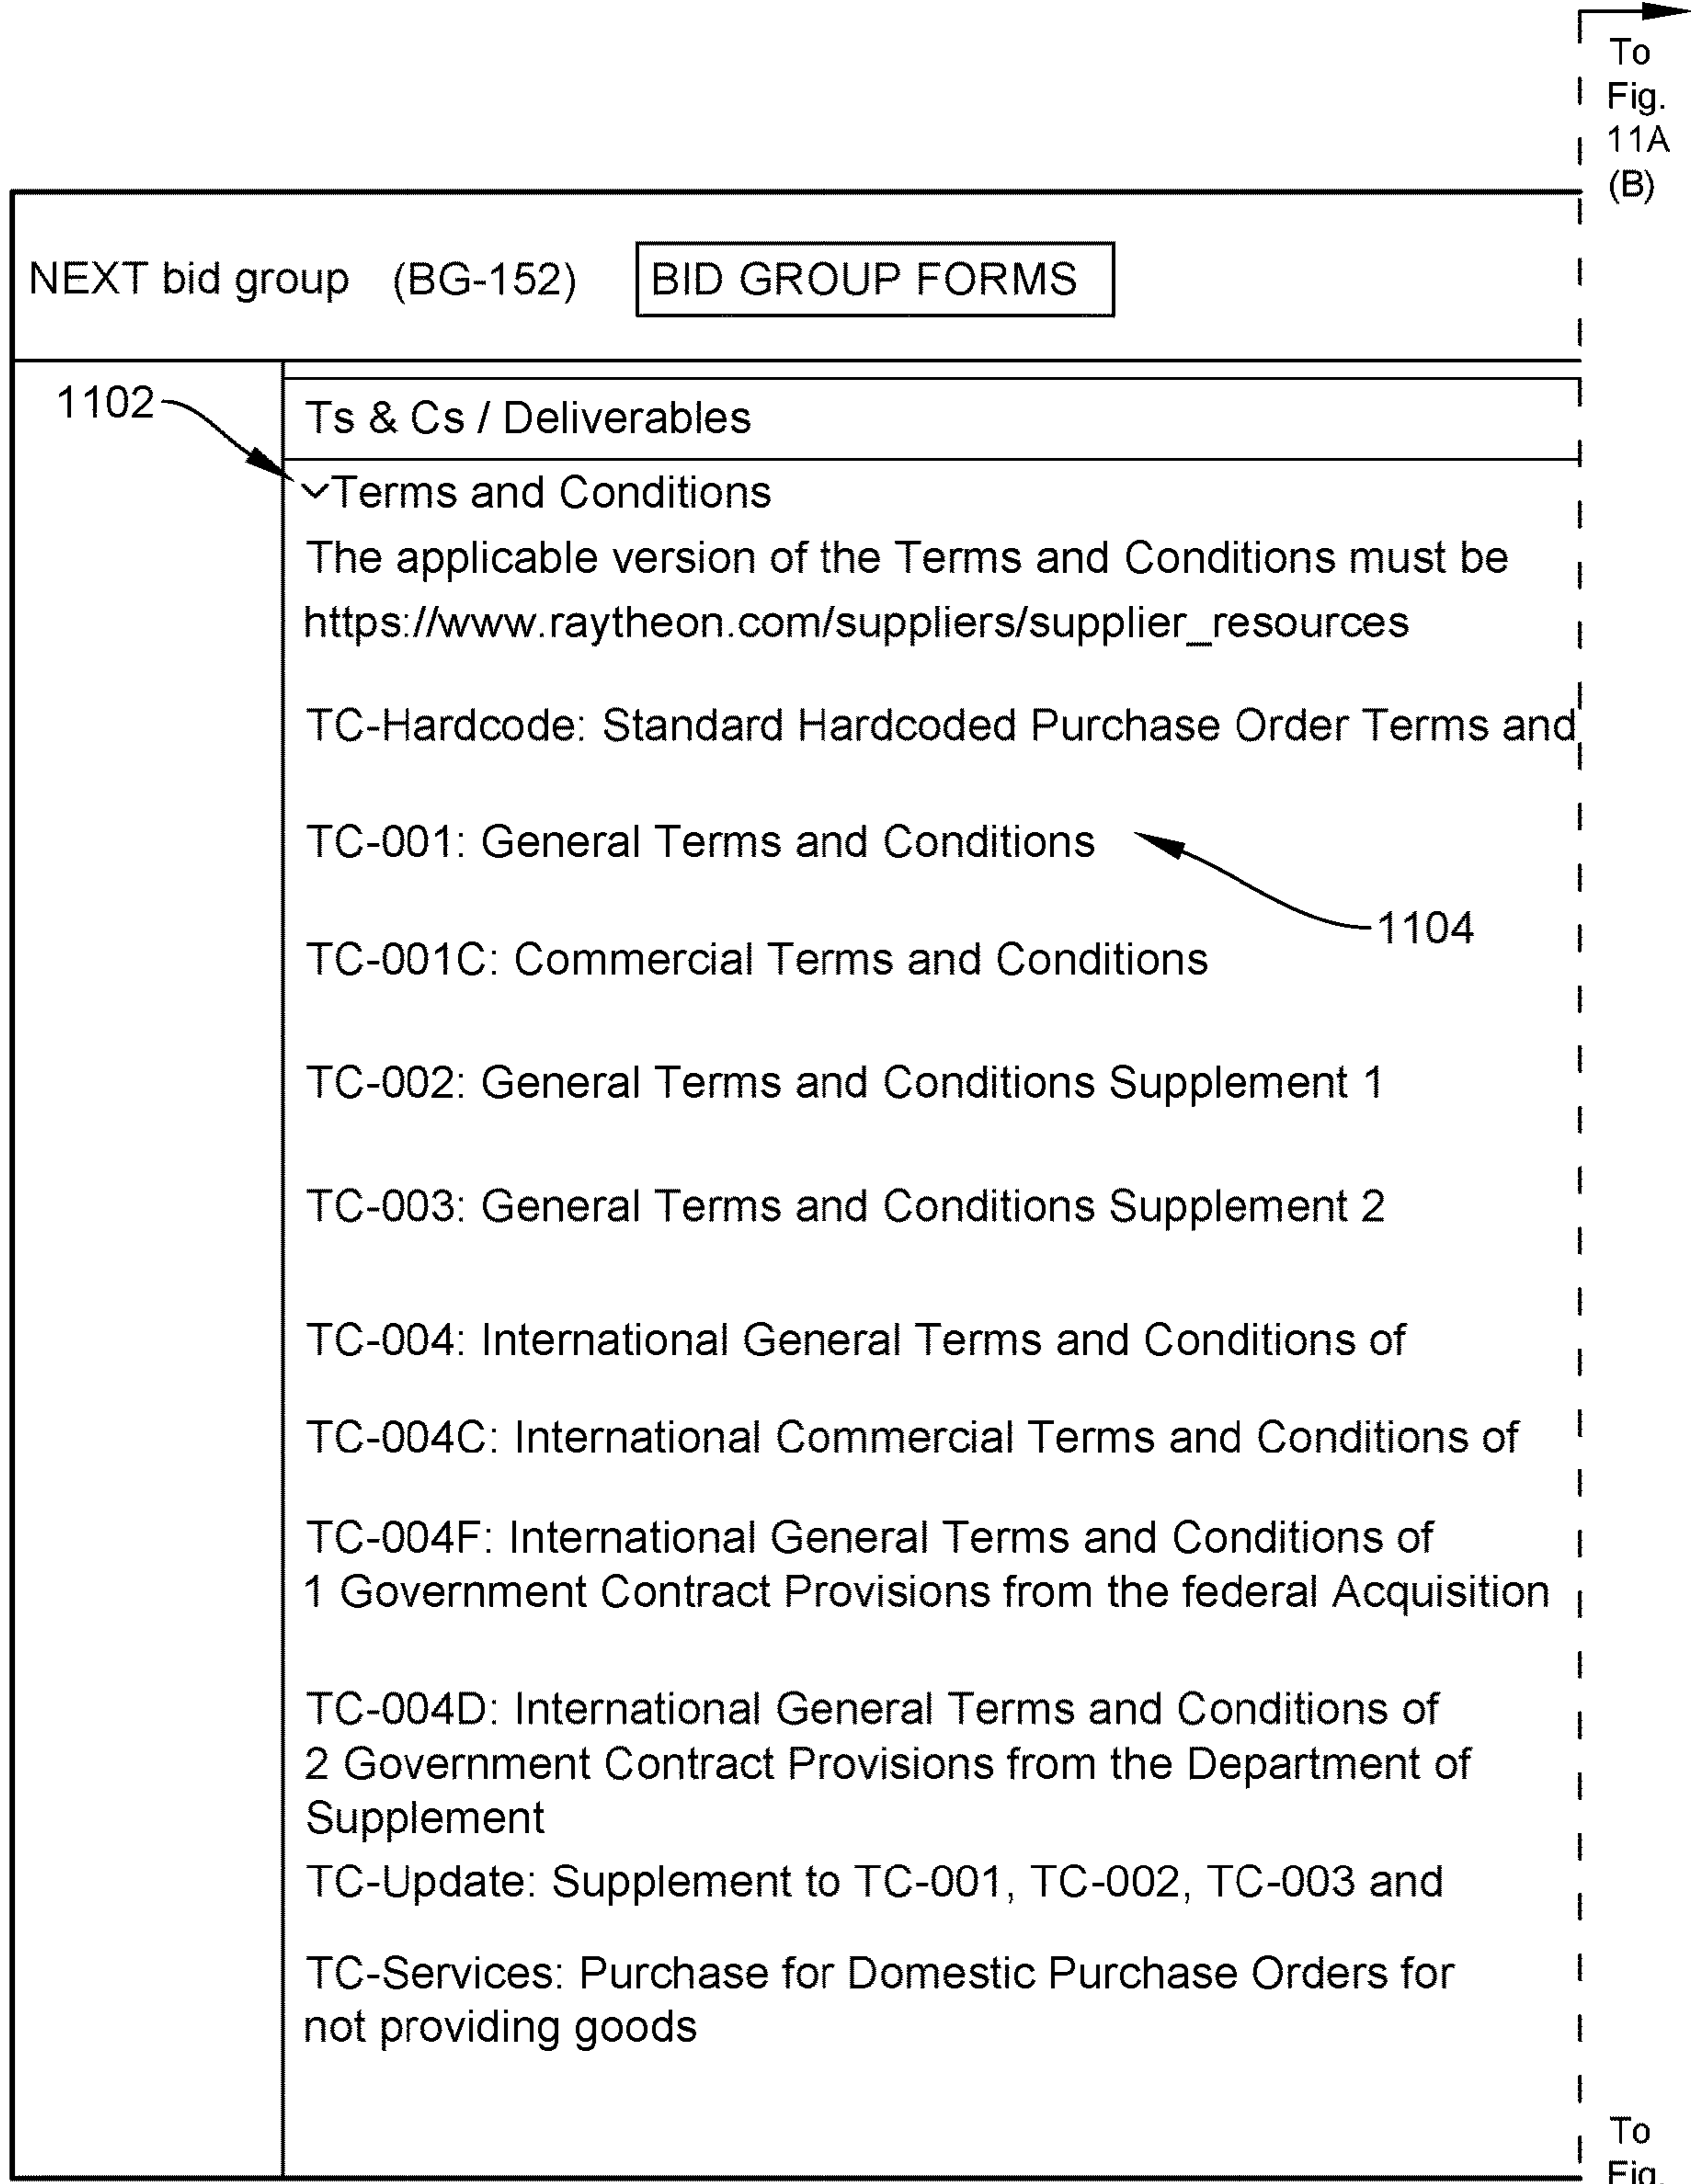 To
Fig.
11A
(B)
NEXT bid group (BG-152) BID GROUP FORMS
1102
Ts & Cs / Deliverables
Terms and Conditions
The applicable version of the Terms and Conditions must be
https://www.raytheon.com/suppliers/supplier_resources
TC-Hardcode: Standard Hardcoded Purchase Order Terms and
TC-001: General Terms and Conditions
1104
TC-001C: Commercial Terms and Conditions
TC-002: General Terms and Conditions Supplement 1
TC-003: General Terms and Conditions Supplement 2
TC-004: International General Terms and Conditions of
TC-004C: International Commercial Terms and Conditions of
TC-004F: International General Terms and Conditions of
1 Government Contract Provisions from the federal Acquisition
TC-004D: International General Terms and Conditions of
2 Government Contract Provisions from the Department of
Supplement
TC-Update: Supplement to TC-001, TC-002, TC-003 and
TC-Services: Purchase for Domestic Purchase Orders for
not providing goods
To
Fig.